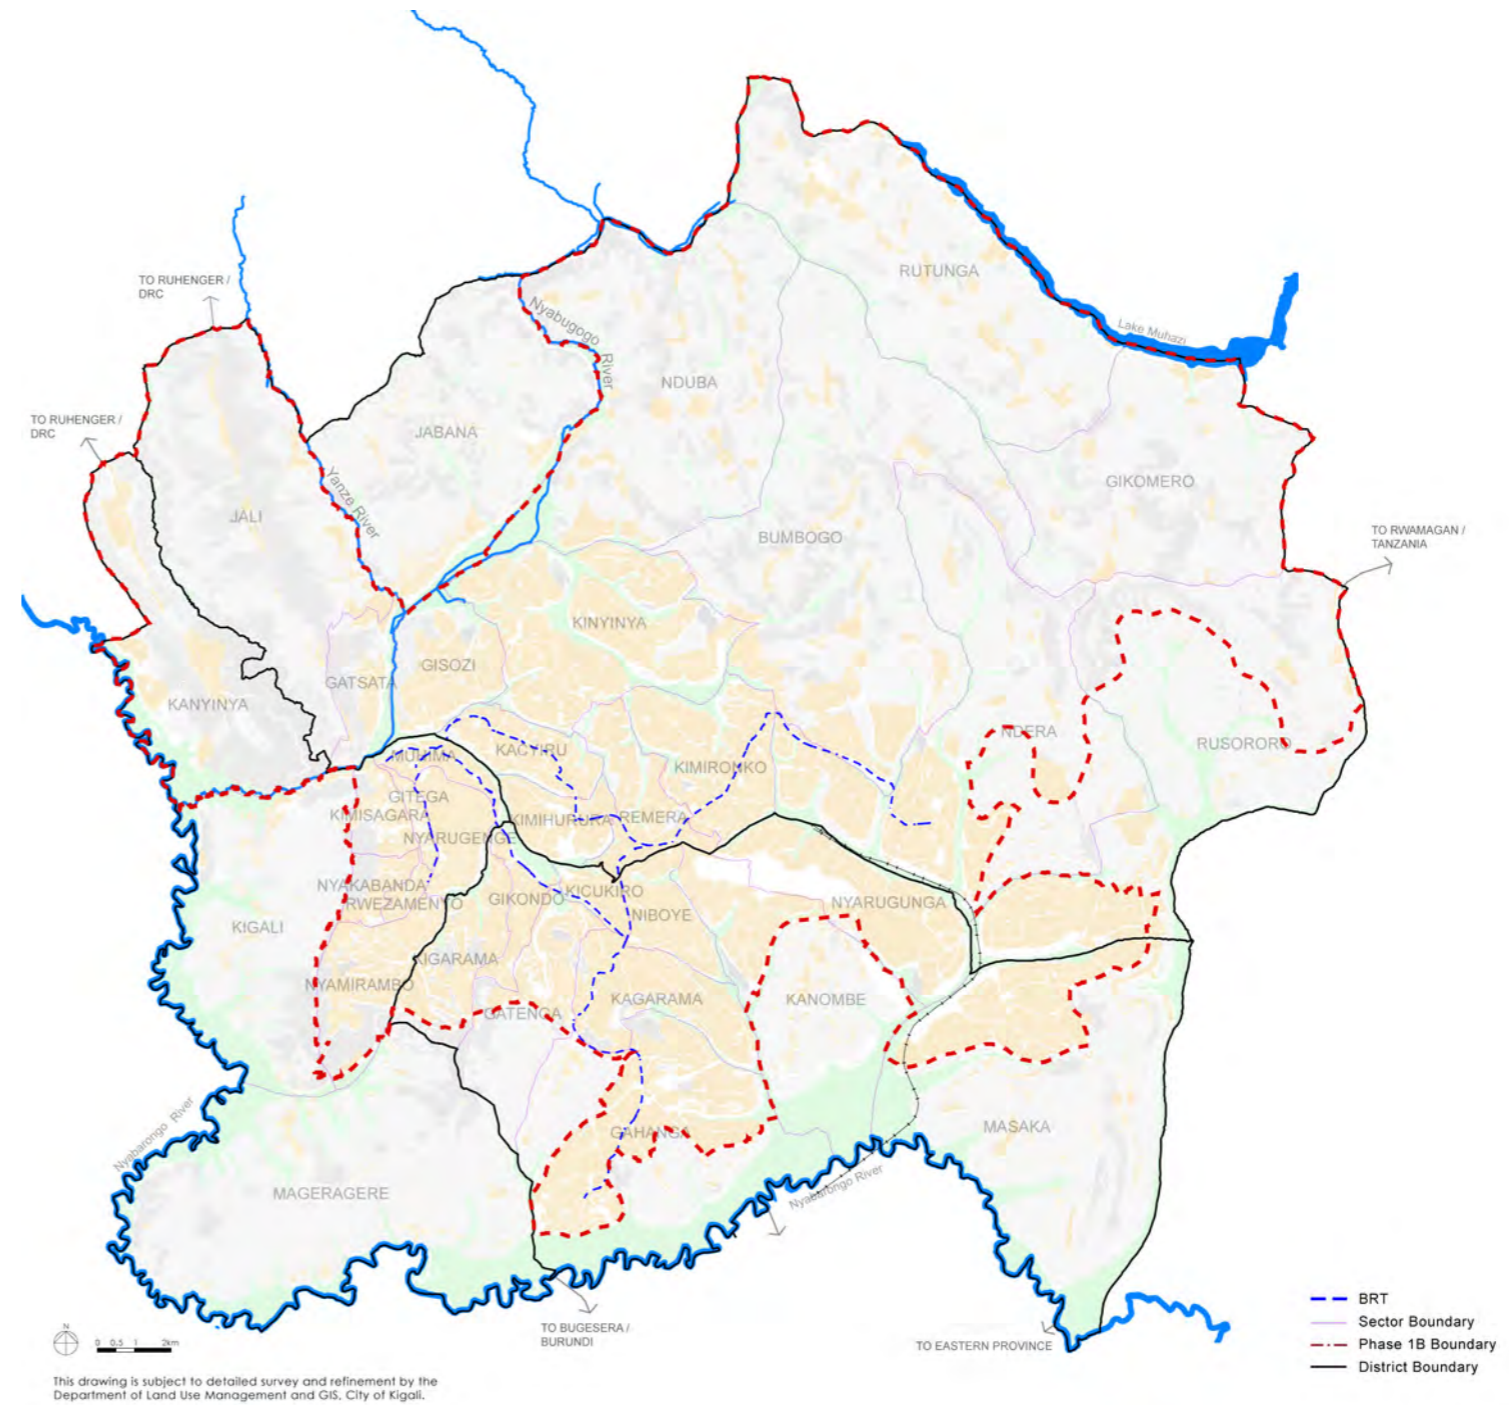 RUTUNGA
TO RUHENGER /
DRC
Nyabugogo
River
Lake Muhazi
NDUBA
TO RUHENGER /
DRC
JABANA
GIKOMERO
Yanze River
JALI
BUMBOGO
TO RWAMAGAN /
TANZANIA
KINYINYA
GISOZI
GATSATA
KANYINYA
NDERA
RUSORORO
MUHIMA
KACYIRU
KIMIRONKO
GITEGA
KIMISAGARA
KIMIHURURA
REMERA
NYARUGENGE
NYAKABANDA
RWEZAMENYO
GIKONDO
KICUKIRO
NIBOYE
NYARUGUNGA
KIGALI
KIGARAMA
NYAMIRAMBO
KAGARAMA
KANOMBE
GATENGA
Nyabarongo River
GAHANGA
MASAKA
MAGERAGERE
Nyabarongo River
BRT
Sector Boundary
Phase 1B Boundary
District Boundary
N
0 0.5 1 2km
TO BUGESERA /
BURUNDI
TO EASTERN PROVINCE
This drawing is subject to detailed survey and refinement by the
Department of Land Use Management and GIS, City of Kigali.